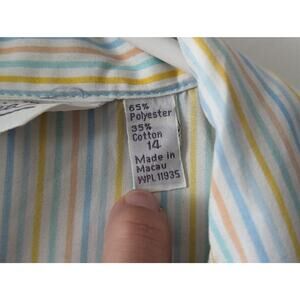 65%
Polyester
35%
Cotton
14
Made in
Macau
WPL 11935